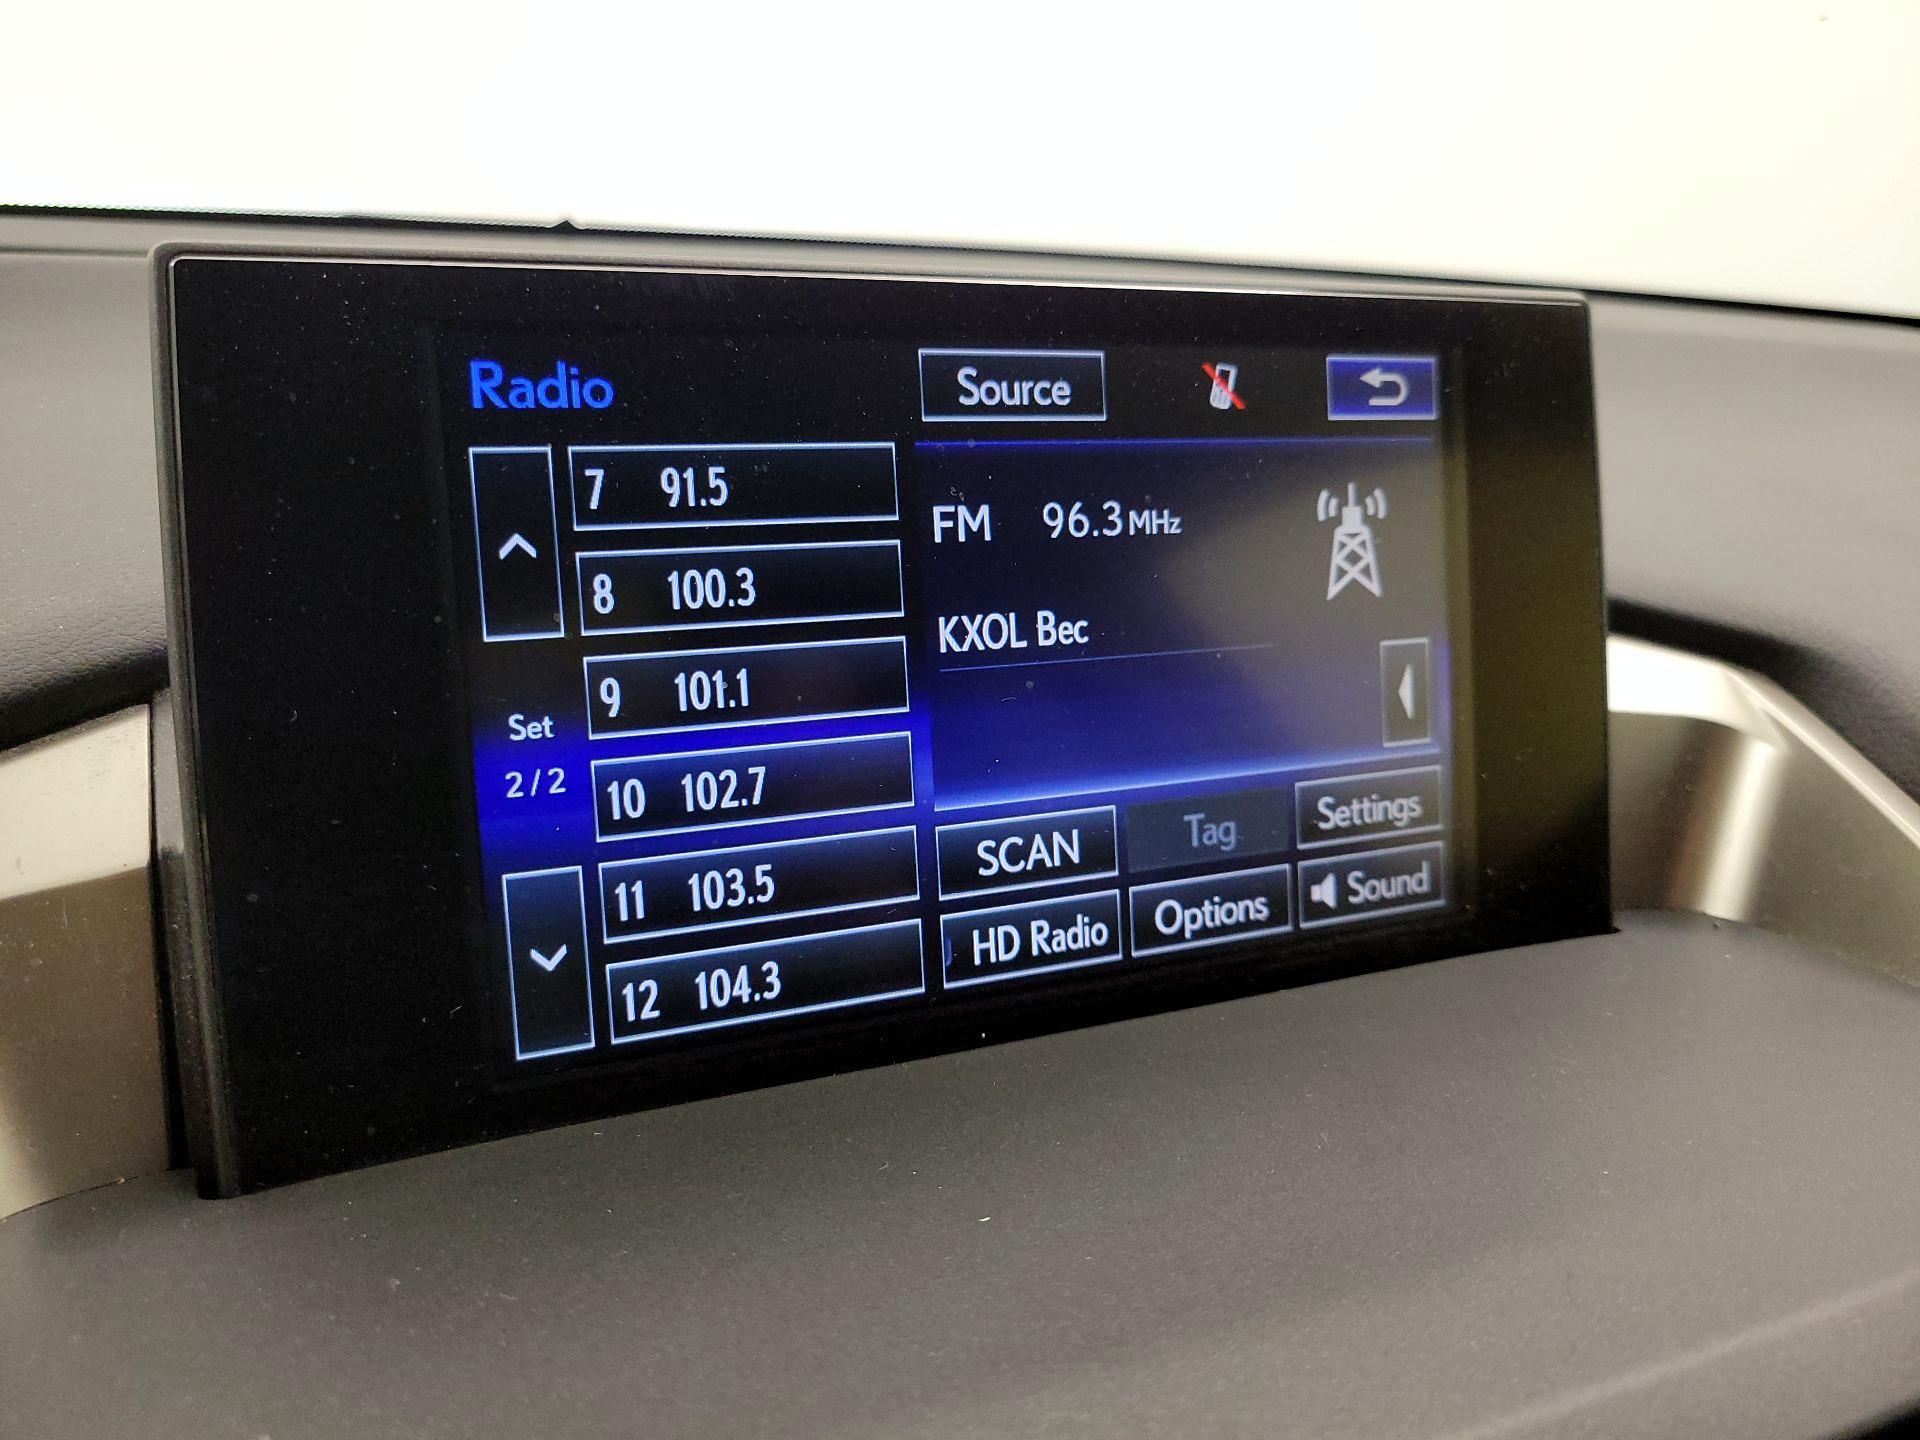 Radio
Source
7 91.5
8 100.3
9 101.1
10 102.7
11 103.5
12 104.3
Set
2/2
FM 96.3 MHz
KXOL Bec
SCAN
Tag
Settings
HD Radio
Options
Sound